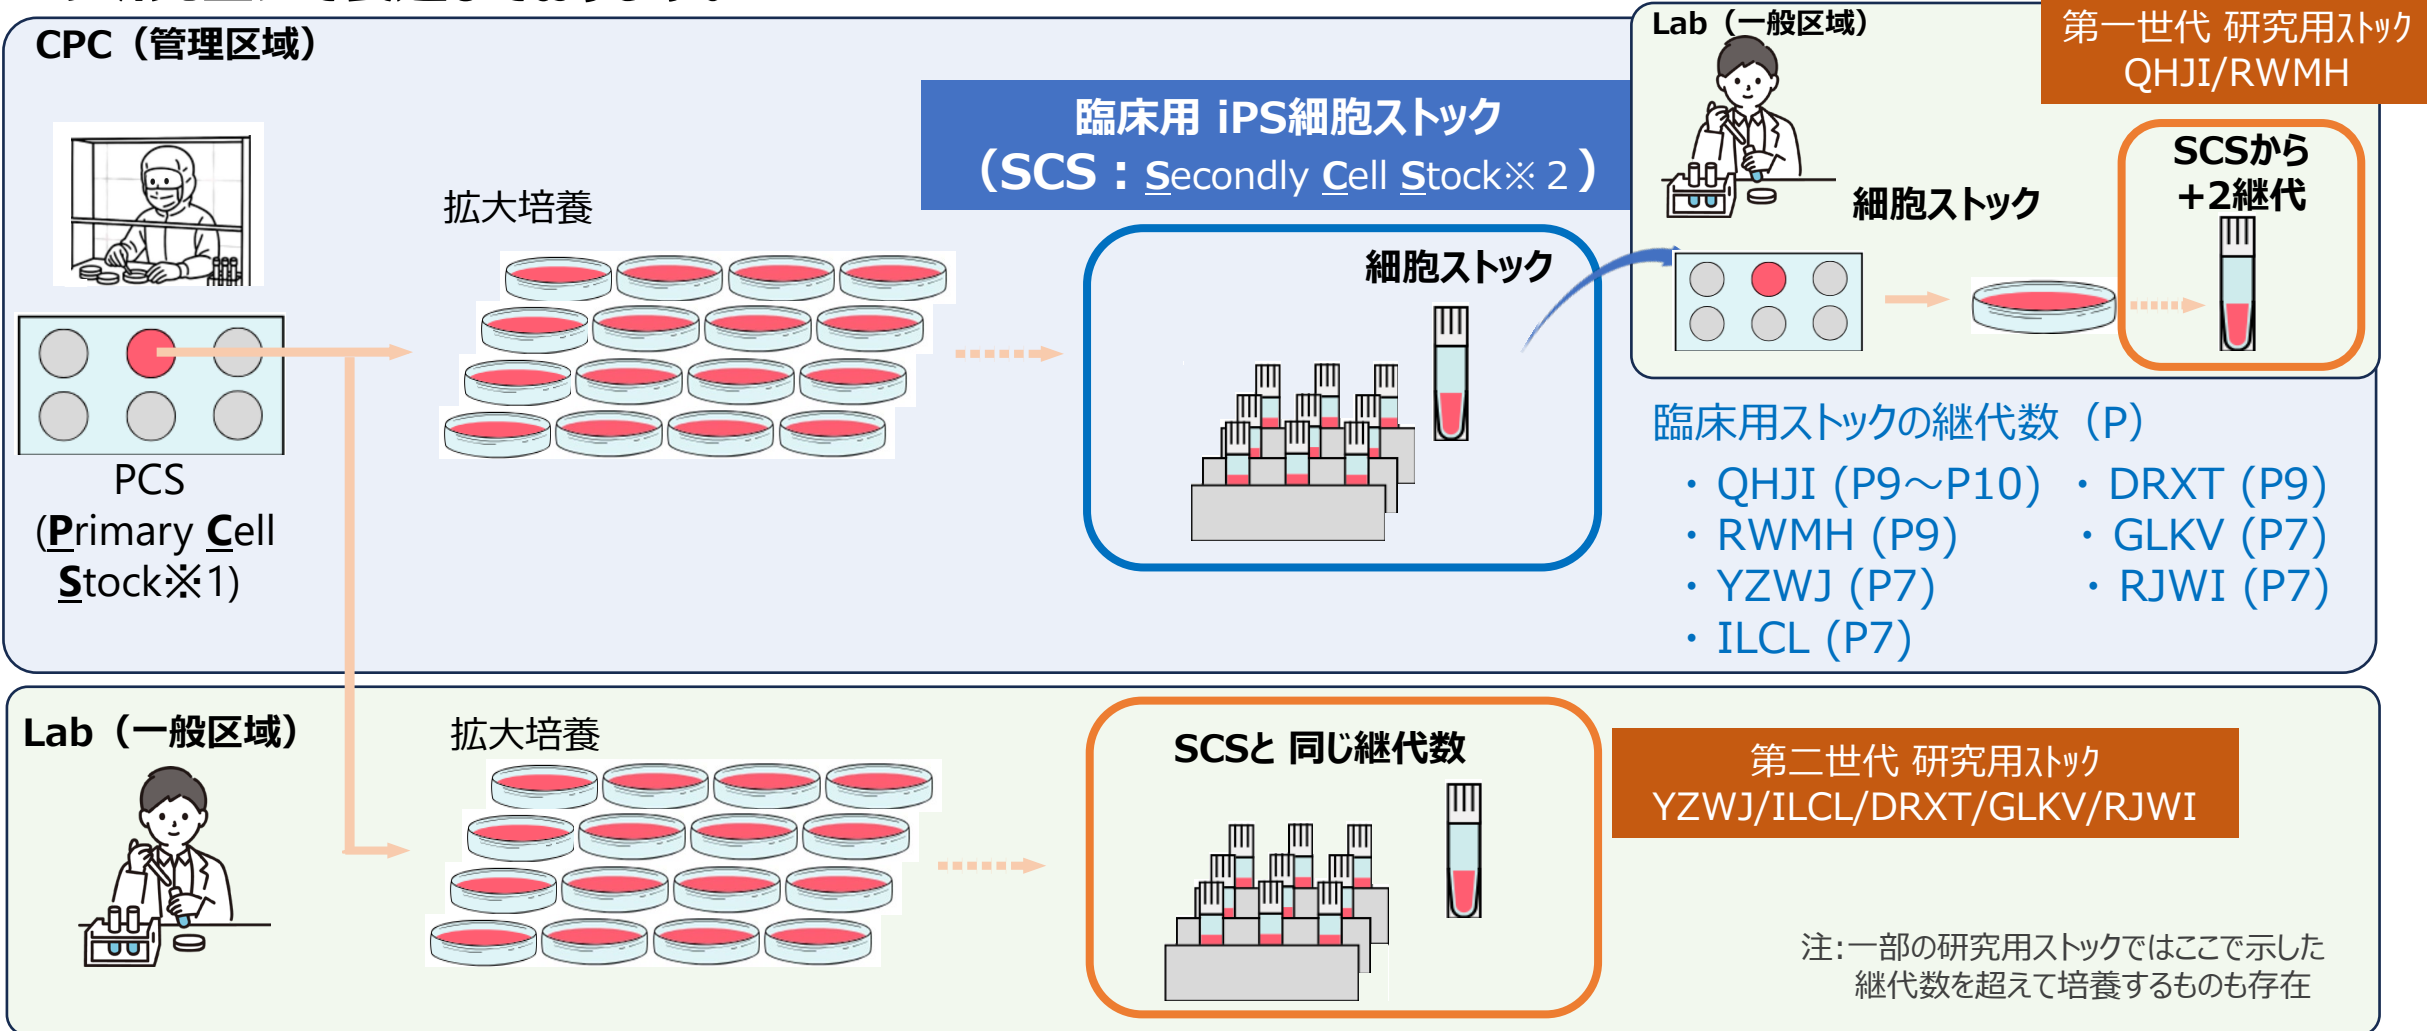 CPC（管理区域）
Lab（一般区域）
第一世代 研究用ｽﾄｯｸ
QHJI/RWMH
臨床用 iPS細胞ストック
（SCS：Secondly Cell Stock※２）
SCSから
+2継代
細胞ストック
拡大培養
細胞ストック
PCS
(Primary Cell
Stock※1)
臨床用ストックの継代数（P）
・QHJI (P9～P10)
・DRXT (P9)
・RWMH (P9)
・GLKV (P7)
・YZWJ (P7)
・RJWI (P7)
・ILCL (P7)
Lab（一般区域）
拡大培養
SCSと 同じ継代数
第二世代 研究用ｽﾄｯｸ
YZWJ/ILCL/DRXT/GLKV/RJWI
注:一部の研究用ストックではここで示した
継代数を超えて培養するものも存在